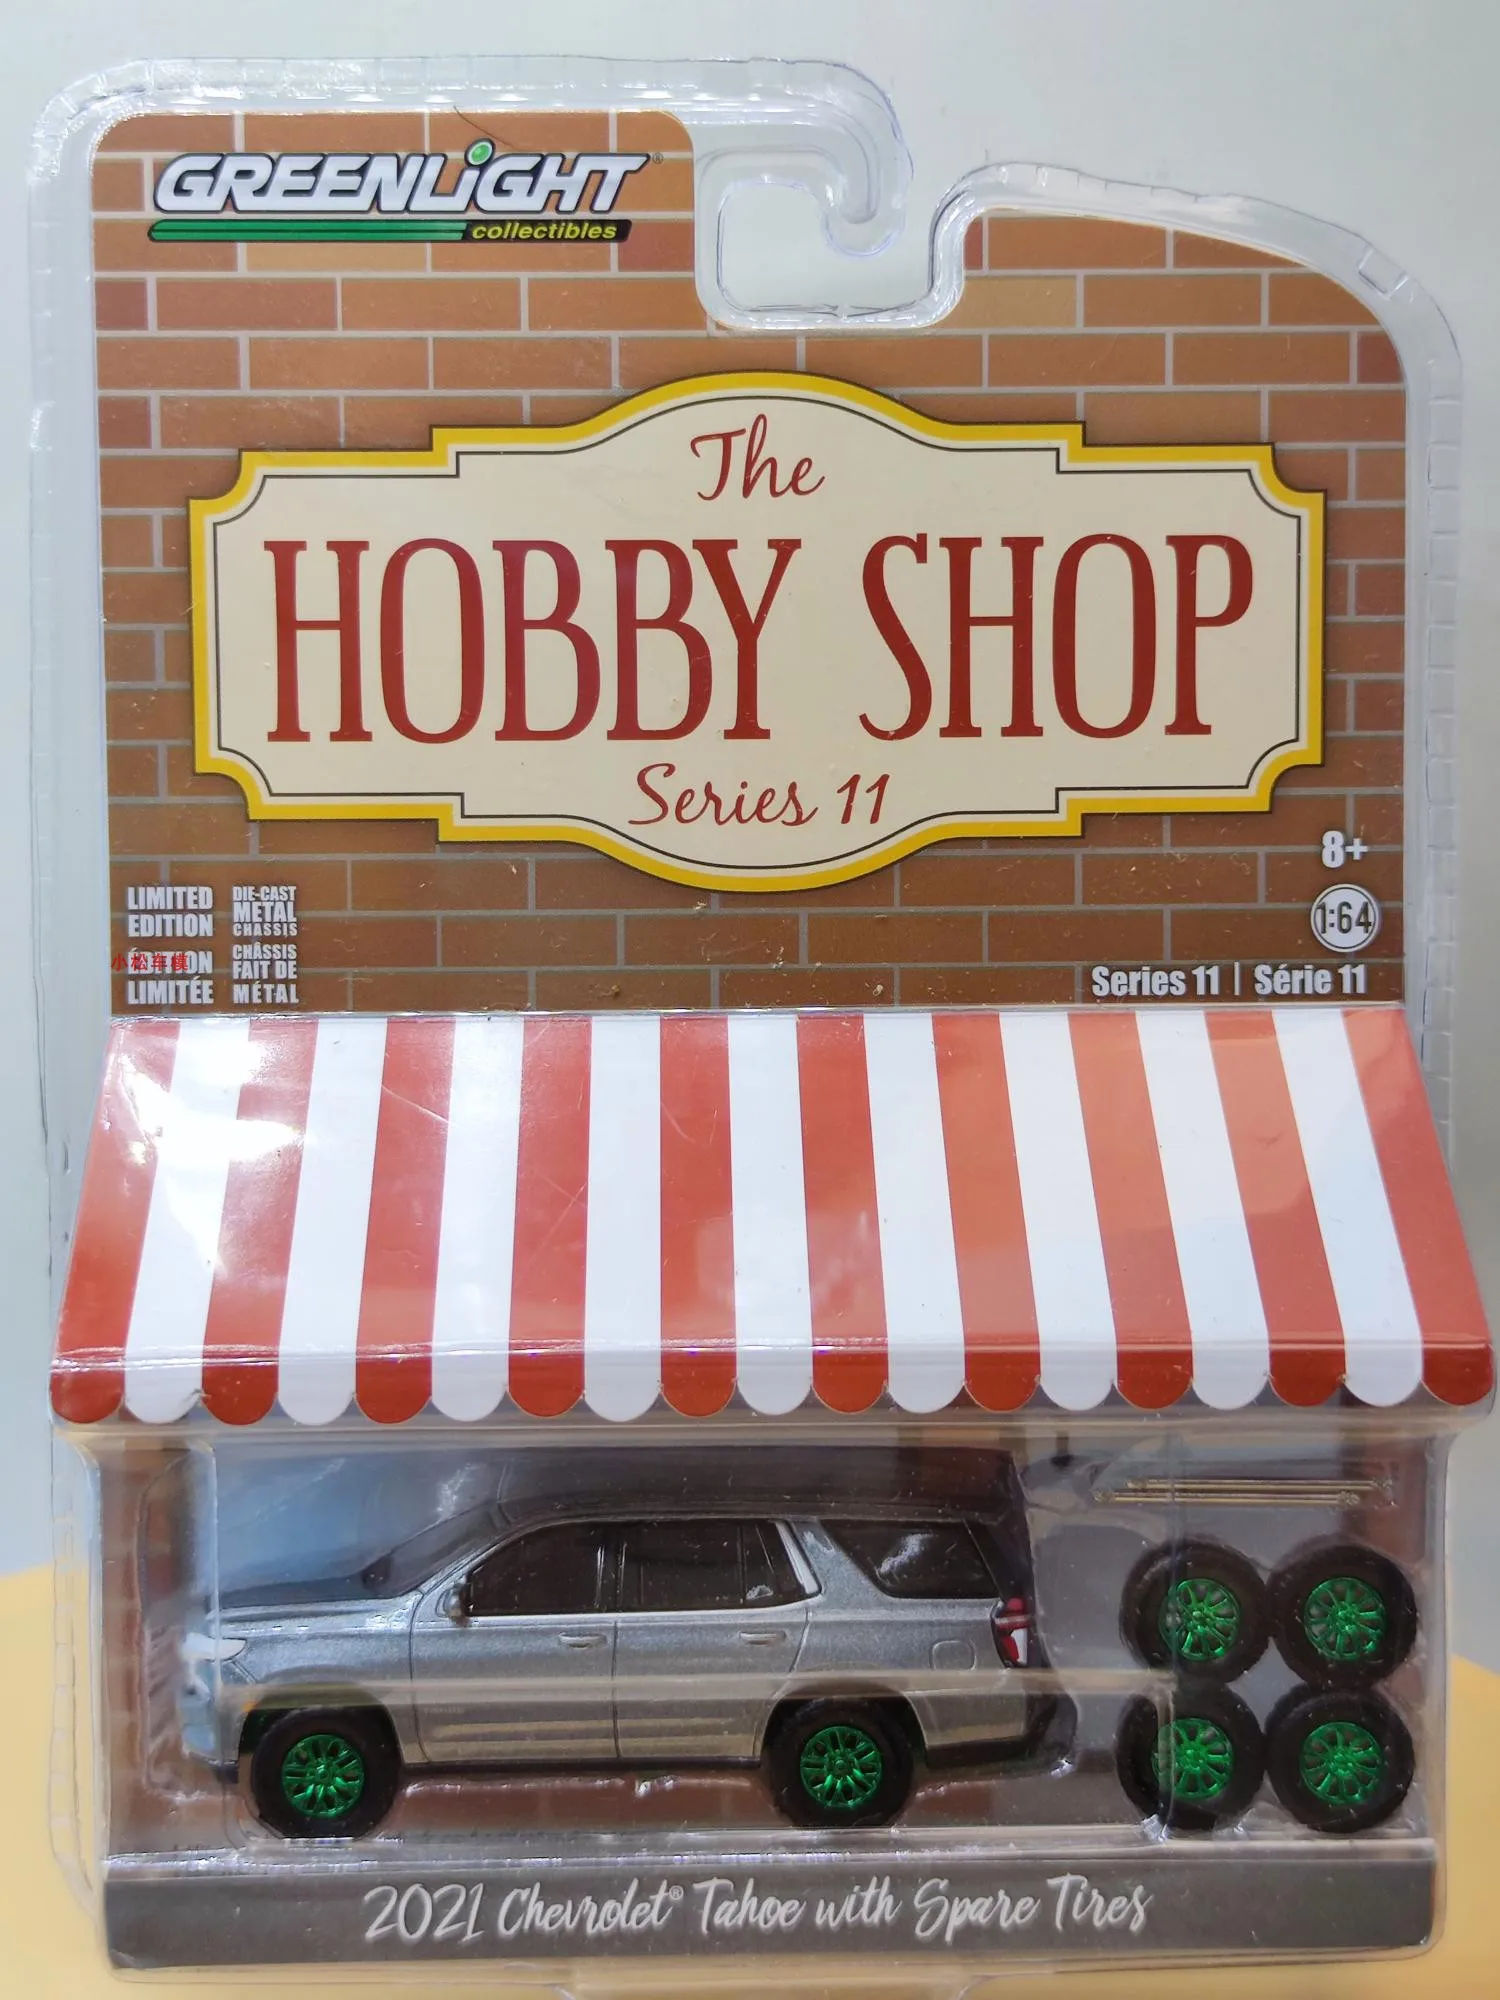 GREENLiGHT®
collectibles
The
HOBBY SHOP
Series 11
8+
1:64
LIMITED
EDITION
DIE-CAST
METAL
CHASSIS
ÉDITION
LIMITÉE
CHÂSSIS
FAIT DE
MÉTAL
小松车模
Series 11 | Série 11
2021 Chevrolet® Tahoe with Spare Tires